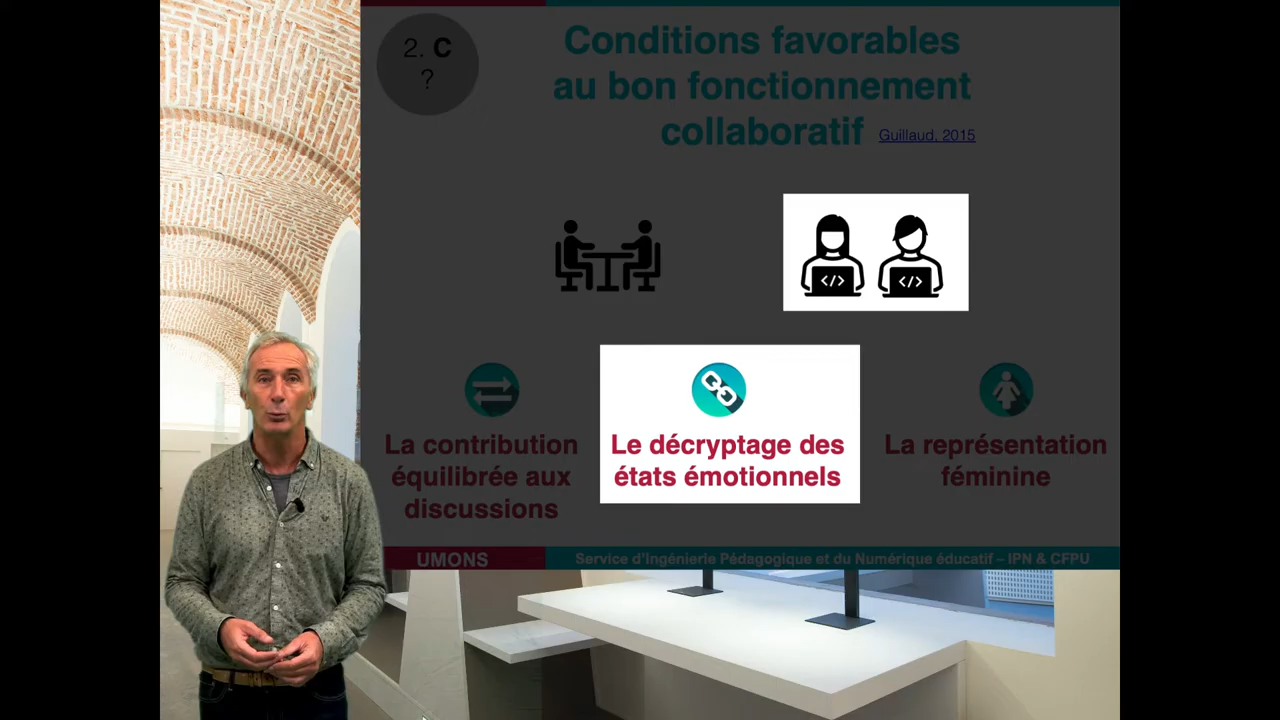 2. C
?
Conditions favorables
au bon fonctionnement
collaboratif Guillaud, 2015
</>
</>
La contribution
équilibrée aux
discussions
Le décryptage des
états émotionnels
La représentation
féminine
UMONS
Service d'Ingénierie Pédagogique et du Numérique éducatif – IPN & CFPU